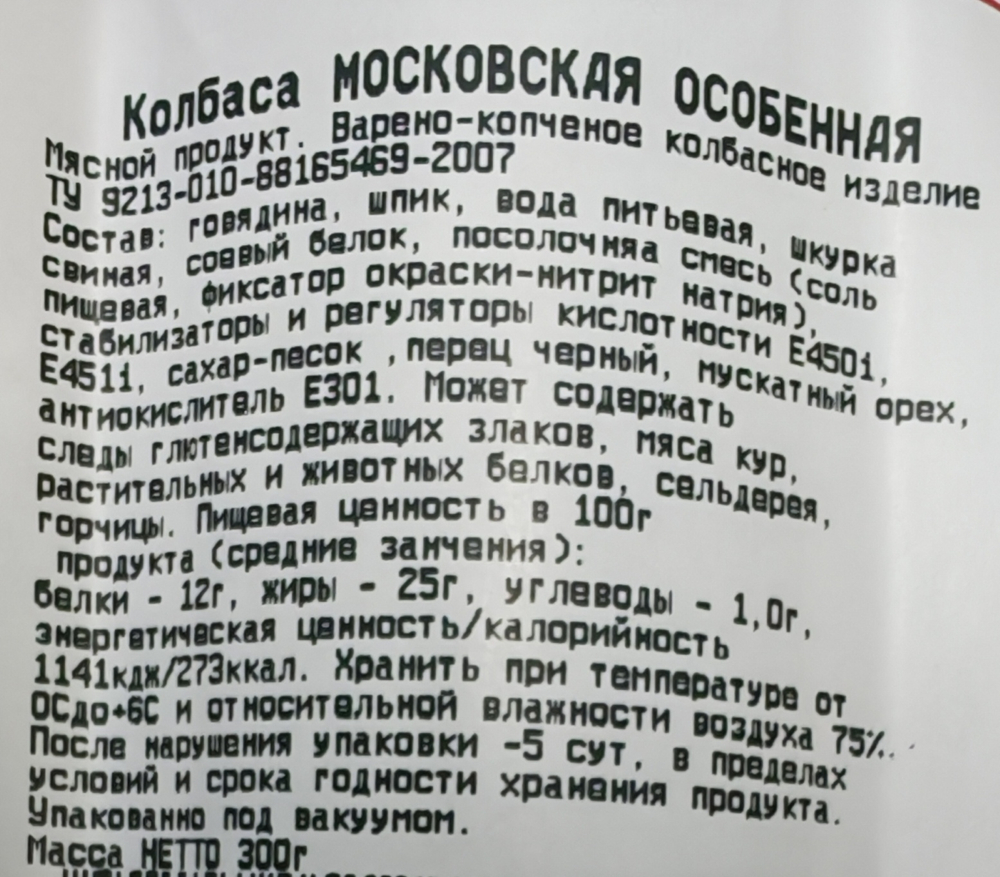 Колбаса МОСКОВСКАЯ ОСОБЕННАЯ
Мясной продукт. Варено-копченое колбасное изделие
ТУ 9213-010-88165469-2007
Состав: говядина, шпик, вода питьевая, шкурка
свиная, соевый белок, посолочняа смесь (соль
пищевая, фиксатор окраски-нитрит натрия),
стабилизаторы и регуляторы кислотности Е450i,
Е451i, сахар-песок ,перец черный, мускатный орех,
антиокислитель Е301. Может содержать
следы глютенсодержащих злаков, мяса кур,
растительных и животных белков, сельдерея,
горчицы. Пищевая ценность в 100г
продукта (средние замчения):
белки - 12г, жиры - 25г, углеводы - 1,0г,
энергетическая ценность/калорийность
1141кдж/273ккал. Хранить при температуре от
0Сдо+6С и относительной влажности воздуха 75%.
После нарушения упаковки -5 сут, в пределах
условий и срока годности хранения продукта.
Упакованно под вакуумом.
Масса НЕТТО 300г